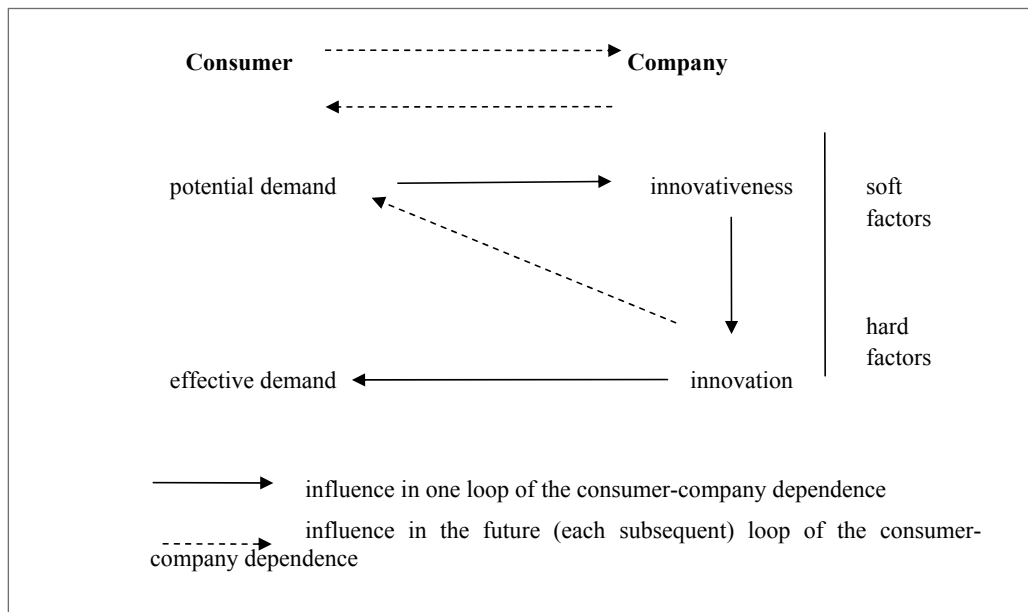 Consumer Company
potential demand innovativeness soft
factors
hard
factors
effective demand innovation
influence in one loop of the consumer-company dependence
influence in the future (each subsequent) loop of the consumer-
company dependence